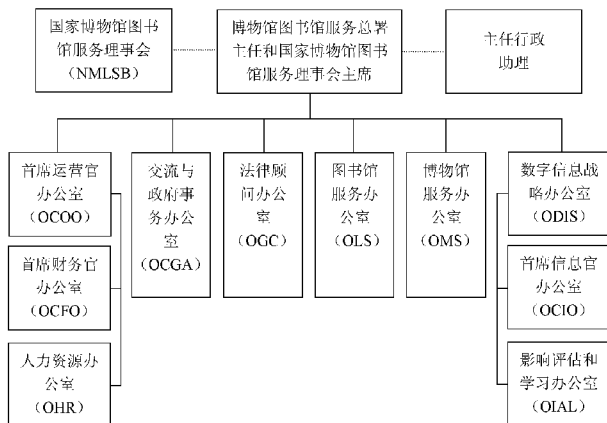 国家博物馆图书
馆服务理事会
(NMLSB)
博物馆图书馆服务总署
主任和国家博物馆图书
馆服务理事会主席
主任行政
助理
首席运营官
办公室
(OCOO)
交流与
政府事
务办公
室
(OCGA)
法律顾
问办公
室
(OGC)
图书馆
服务办
公室
(OLS)
博物馆
服务办
公室
(OMS)
数字信息战
略办公室
(ODIS)
首席财务官
办公室
(OCFO)
首席信息官
办公室
(OCIO)
人力资源办
公室
(OHR)
影响评估和
学习办公室
(OIAL)